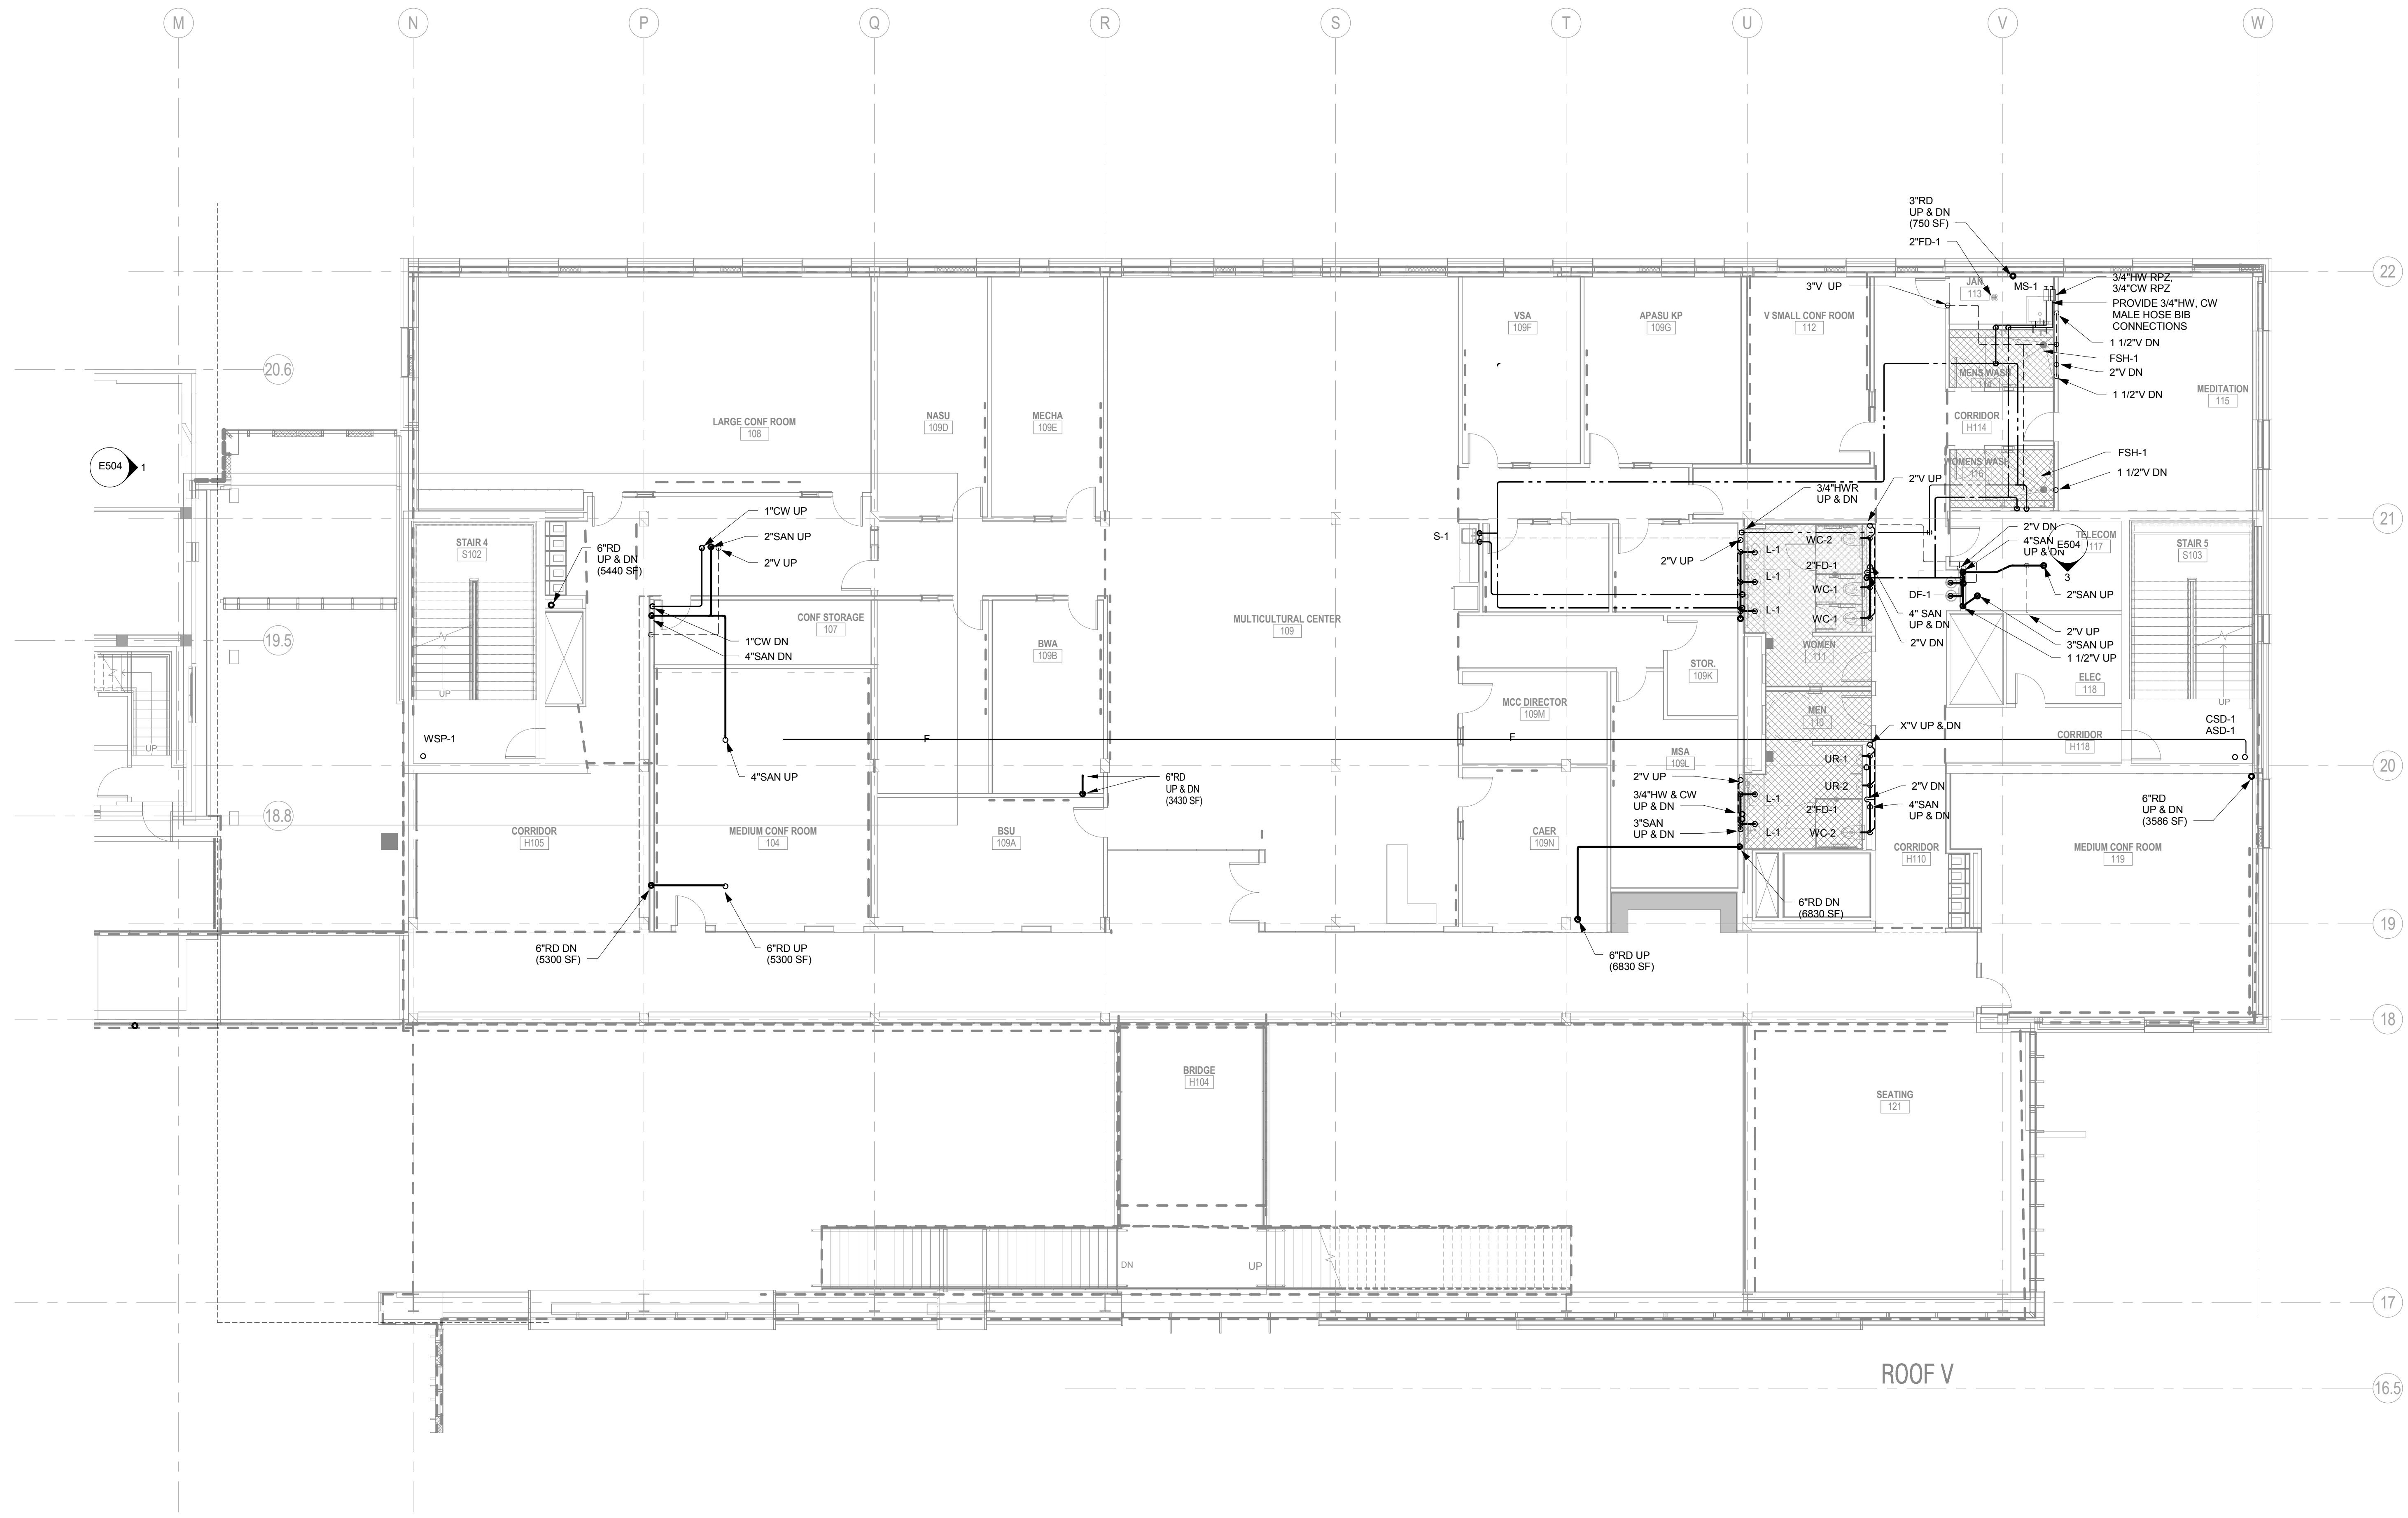 M
N
P
Q
R
S
T
U
V
W
3"RD
UP & DN
(750 SF)
2"FD-1
22
JAN
113
MS-1
3/4"HW RPZ,
3/4"CW RPZ
3"V UP
PROVIDE 3/4"HW, CW
MALE HOSE BIB
CONNECTIONS
VSA
109F
APASU KP
109G
V SMALL CONF ROOM
112
1 1/2"V DN
FSH-1
20.6
2"V DN
MENS WASH
114
MEDITATION
115
1 1/2"V DN
NASU
109D
MECHA
109E
CORRIDOR
H114
LARGE CONF ROOM
108
FSH-1
E504
1
WOMENS WASH
116
1 1/2"V DN
2"V UP
3/4"HWR
UP & DN
1"CW UP
21
2"V DN
2"SAN UP
S-1
L-1
WC-2
4"SAN
UP & DN
TELECOM
117
E504
3
STAIR 4
S102
STAIR 5
S103
6"RD
UP & DN
(5440 SF)
2"V UP
2"V UP
2"FD-1
L-1
WC-1
DF-1
2"SAN UP
L-1
WC-1
4" SAN
UP & DN
CONF STORAGE
107
MULTICULTURAL CENTER
109
19.5
1"CW DN
2"V UP
4"SAN DN
BWA
109B
WOMEN
111
2"V DN
3"SAN UP
1 1/2"V UP
STOR.
109K
ELEC
118
UP
UP
MCC DIRECTOR
109M
MEN
110
CSD-1
ASD-1
UP
WSP-1
F
F
X"V UP & DN
CORRIDOR
H118
MSA
109L
UR-1
20
4"SAN UP
6"RD
UP & DN
(3430 SF)
2"V UP
UR-2
2"V DN
3/4"HW & CW
UP & DN
L-1
2"FD-1
4"SAN
UP & DN
6"RD
UP & DN
(3586 SF)
18.8
3"SAN
UP & DN
L-1
WC-2
CORRIDOR
H105
MEDIUM CONF ROOM
104
BSU
109A
CAER
109N
CORRIDOR
H110
MEDIUM CONF ROOM
119
6"RD DN
(6830 SF)
19
6"RD DN
(5300 SF)
6"RD UP
(5300 SF)
6"RD UP
(6830 SF)
18
BRIDGE
H104
SEATING
121
DN
UP
17
ROOF V
16.5